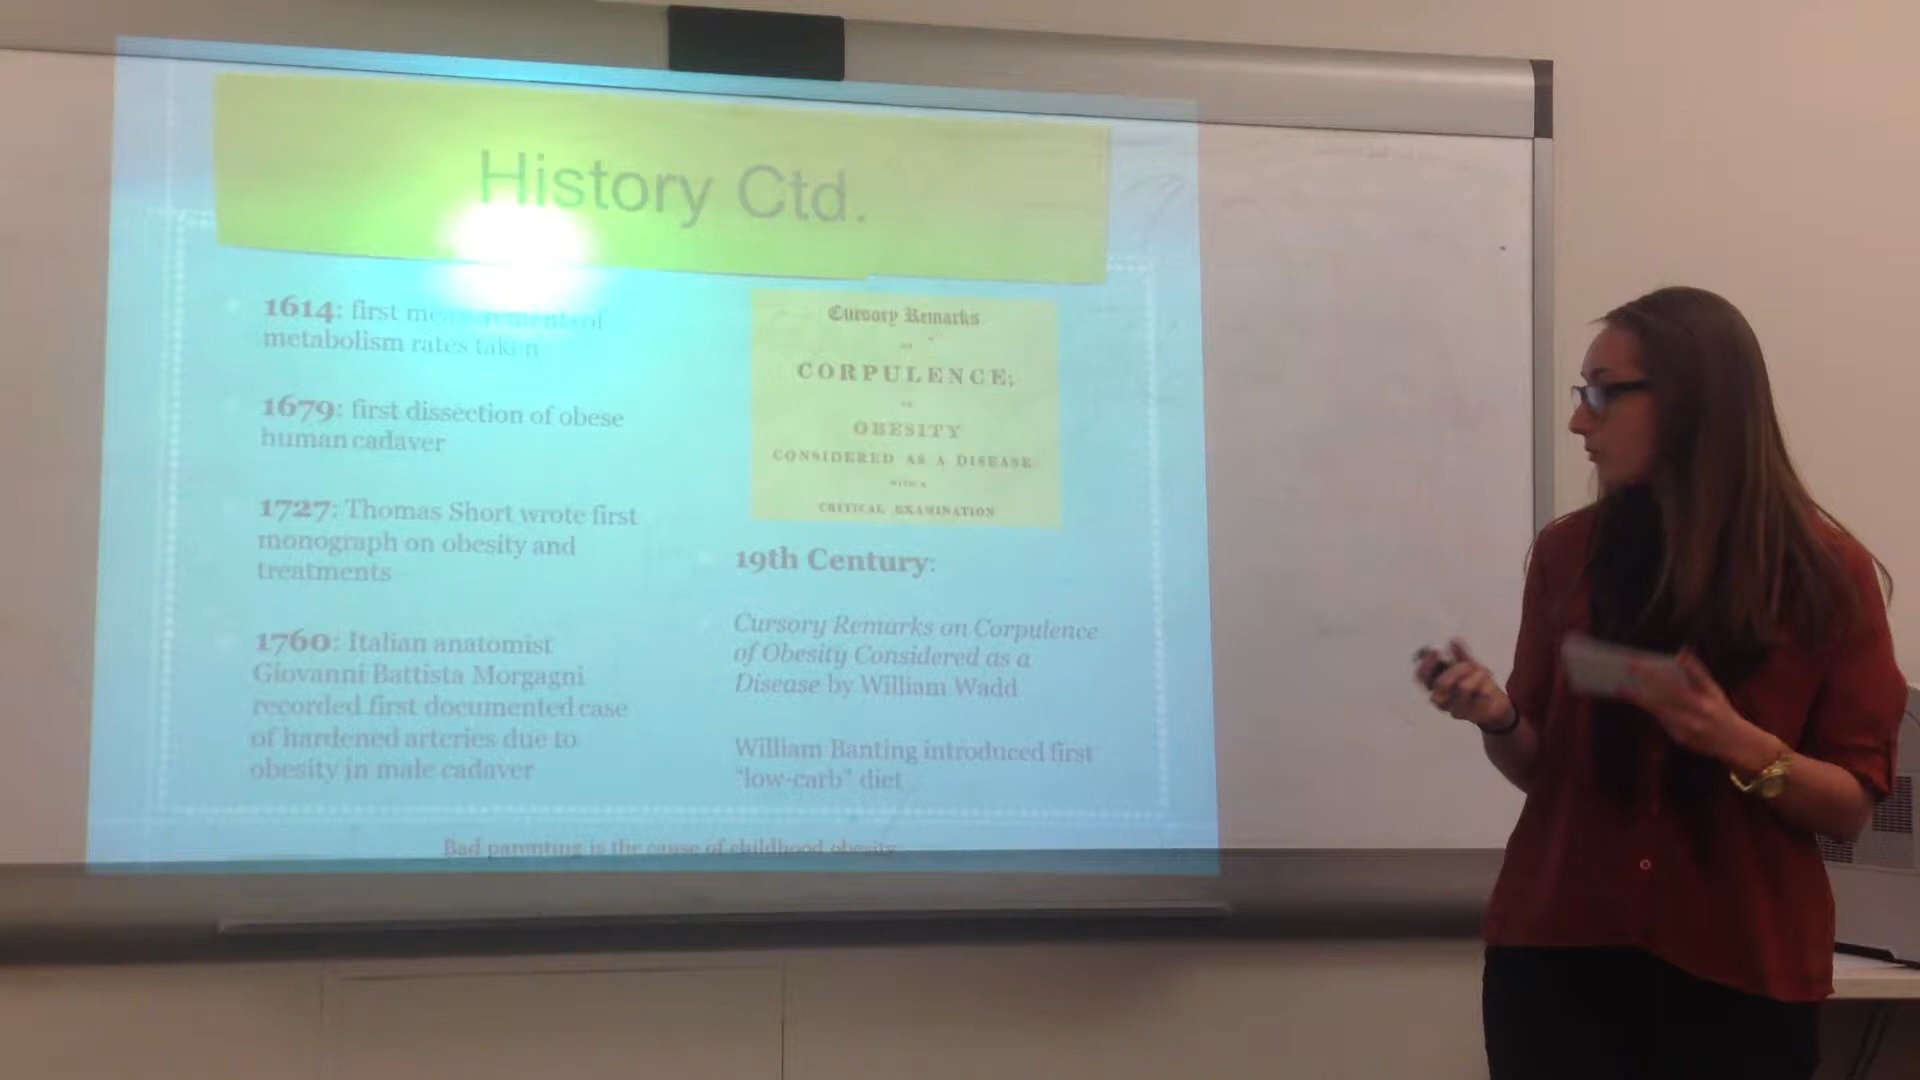 History Ctd.
1614: first measurements of
metabolism rates taken
1679: first dissection of obese
human cadaver
1727: Thomas Short wrote first
monograph on obesity and
treatments
1760: Italian anatomist
Giovanni Battista Morgagni
recorded first documented case
of hardened arteries due to
obesity in male cadaver
Cursory Remarks
CORPULENCE;
OBESITY
CONSIDERED AS A DISEASE
WITH A
CRITICAL EXAMINATION
19th Century:
Cursory Remarks on Corpulence
of Obesity Considered as a
Disease by William Wadd
William Banting introduced first
"low-carb" diet
Bad parenting is the cause of childhood obesity